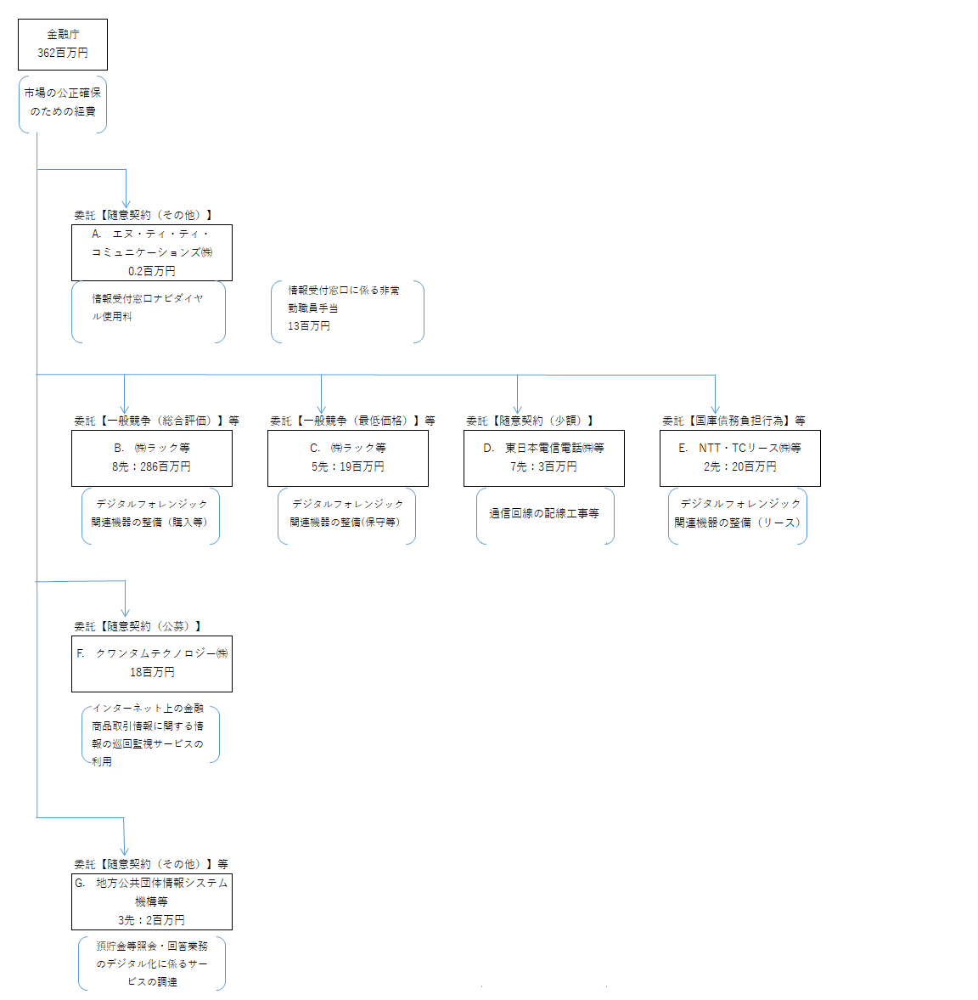 金融庁
362百万円
市場の公正確保
のための経費
委託【随意契約（その他）】
A.　エヌ・ティ・ティ・
コミュニケーションズ㈱
0.2百万円
情報受付窓口ナビダイヤ
ル使用料
情報受付窓口に係る非常
勤職員手当
13百万円
委託【一般競争（総合評価）】等
B.　㈱ラック等
8先：286百万円
デジタルフォレンジック
関連機器の整備（購入等）
委託【一般競争（最低価格）】等
C.　㈱ラック等
5先：19百万円
デジタルフォレンジック
関連機器の整備(保守等）
委託【随意契約（少額）】
D.　東日本電信電話㈱等
7先：3百万円
通信回線の配線工事等
委託【国庫債務負担行為】等
E.　NTT・TCリース㈱等
2先：20百万円
デジタルフォレンジック
関連機器の整備（リース）
委託【随意契約（公募）】
F.　クワンタムテクノロジー㈱
18百万円
インターネット上の金融
商品取引情報に関する情
報の巡回監視サービスの
利用
委託【随意契約（その他）】等
G.　地方公共団体情報システム
機構等
3先：2百万円
預貯金等照会・回答業務
のデジタル化に係るサー
ビスの調達